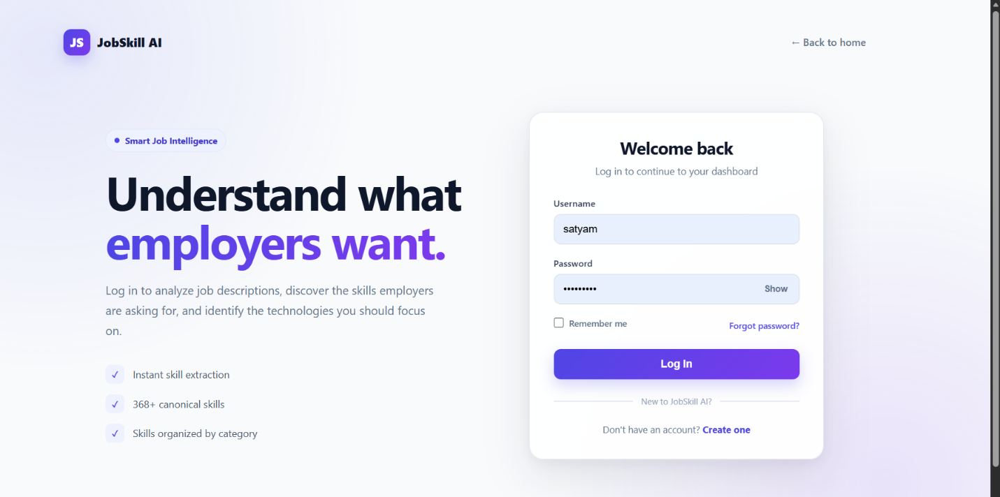 JS JobSkill AI
← Back to home
Smart Job Intelligence
Understand what
employers want.
Log in to analyze job descriptions, discover the skills employers
are asking for, and identify the technologies you should focus
on.
✓ Instant skill extraction
✓ 368+ canonical skills
✓ Skills organized by category
Welcome back
Log in to continue to your dashboard
Username
satyam
Password
••••••••• Show
Remember me
Forgot password?
Log In
New to JobSkill AI?
Don't have an account? Create one